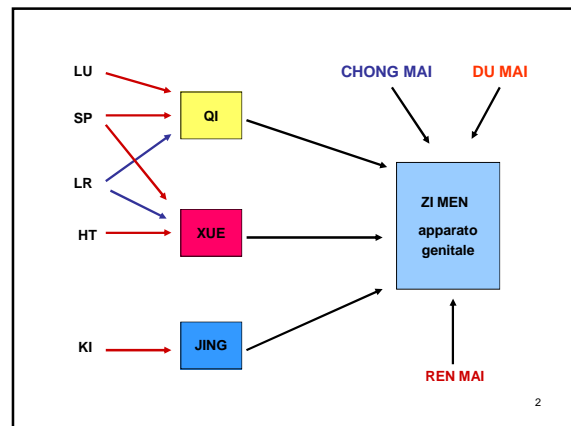 LU
SP
LR
HT
KI
QI
XUE
JING
CHONG MAI
DU MAI
ZI MEN
apparato
genitale
REN MAI
2